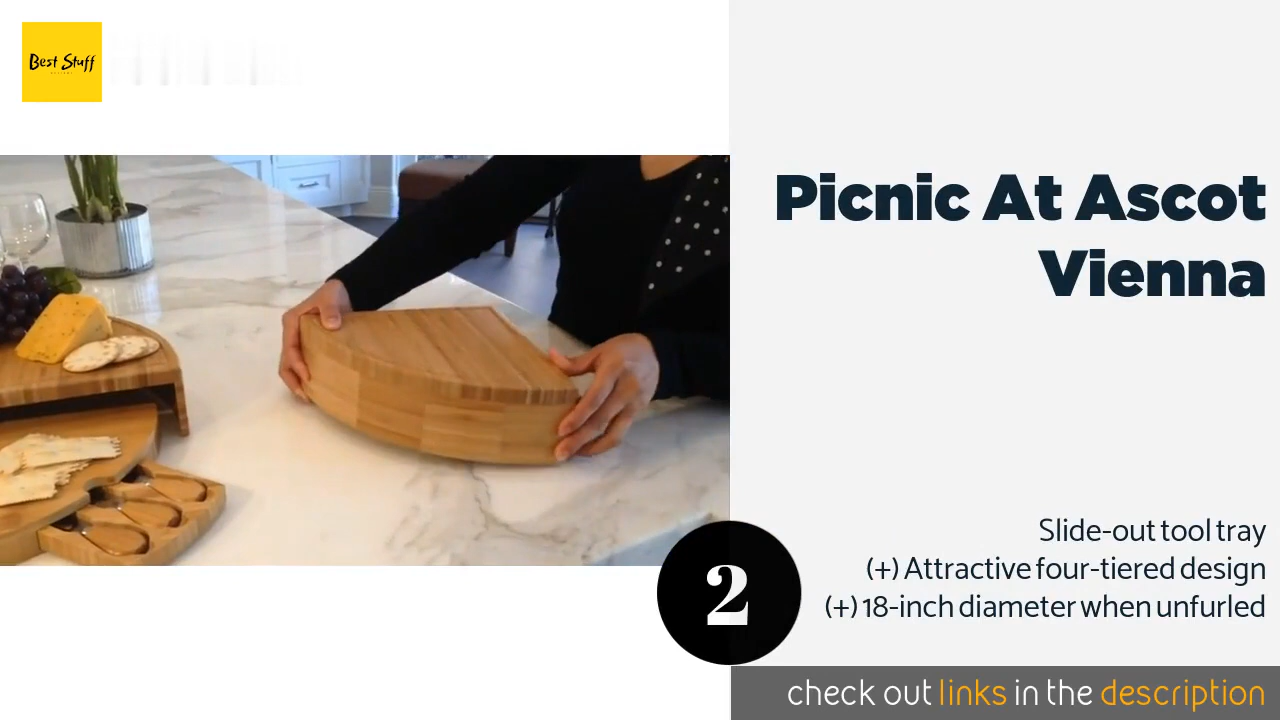 Best Stuff
Picnic At Ascot
Vienna
Slide-out tool tray
(+) Attractive four-tiered design
(+) 18-inch diameter when unfurled
2
check out links in the description